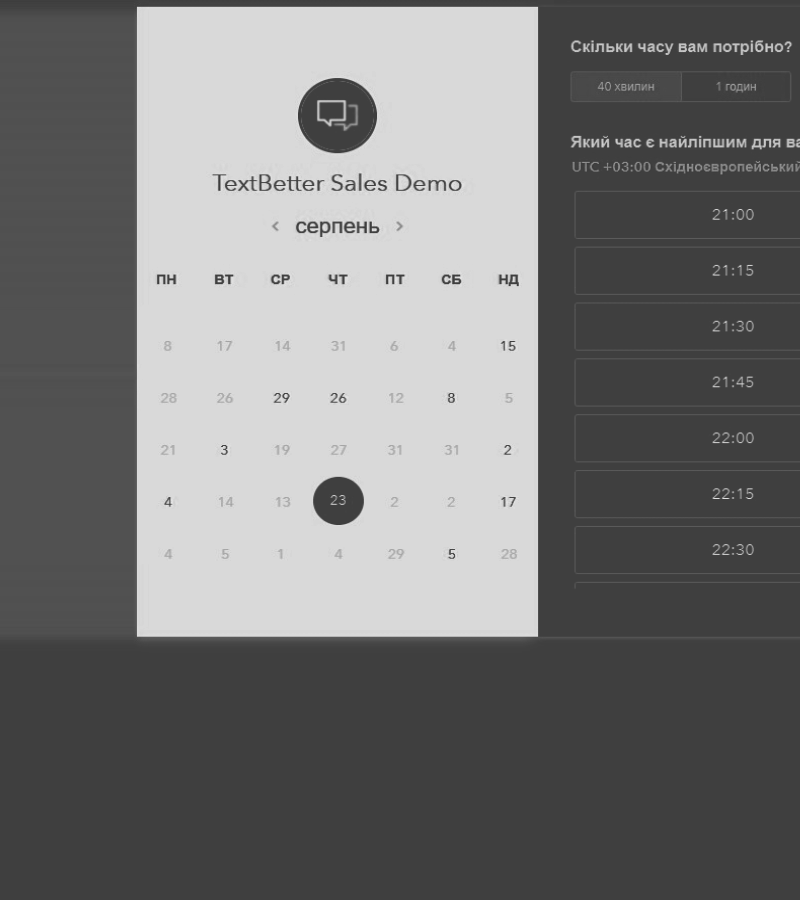 TextBetter Sales Demo
серпень
ПН ВТ СР ЧТ ПТ СБ НД
8 17 14 31 6 4 15
28 26 29 26 12 8 5
21 3 19 27 31 31 2
4 14 13 23 2 2 17
4 5 1 4 29 5 28
Скільки часу вам потрібно?
40 хвилин 1 годин
Який час є найліпшим для ва
UTC +03:00 Східноєвропейський
21:00
21:15
21:30
21:45
22:00
22:15
22:30